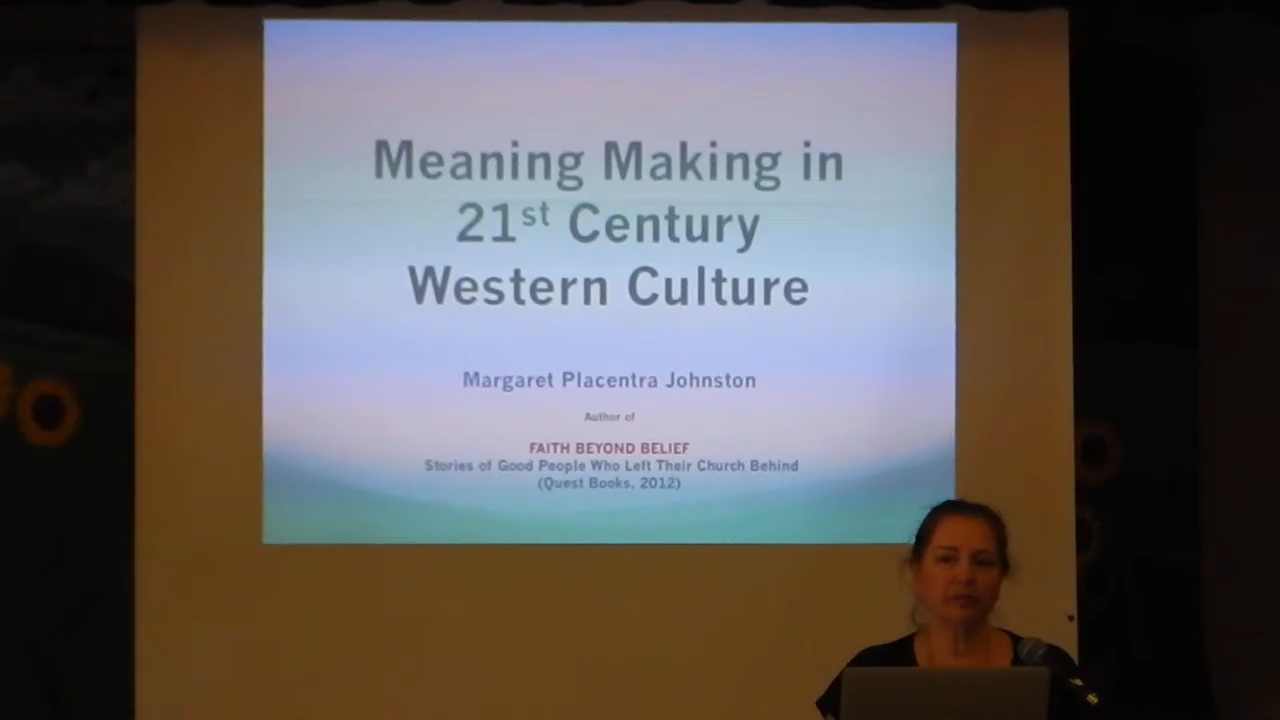 Meaning Making in
21st Century
Western Culture
Margaret Placentra Johnston
Author of
FAITH BEYOND BELIEF
Stories of Good People Who Left Their Church Behind
(Quest Books, 2012)